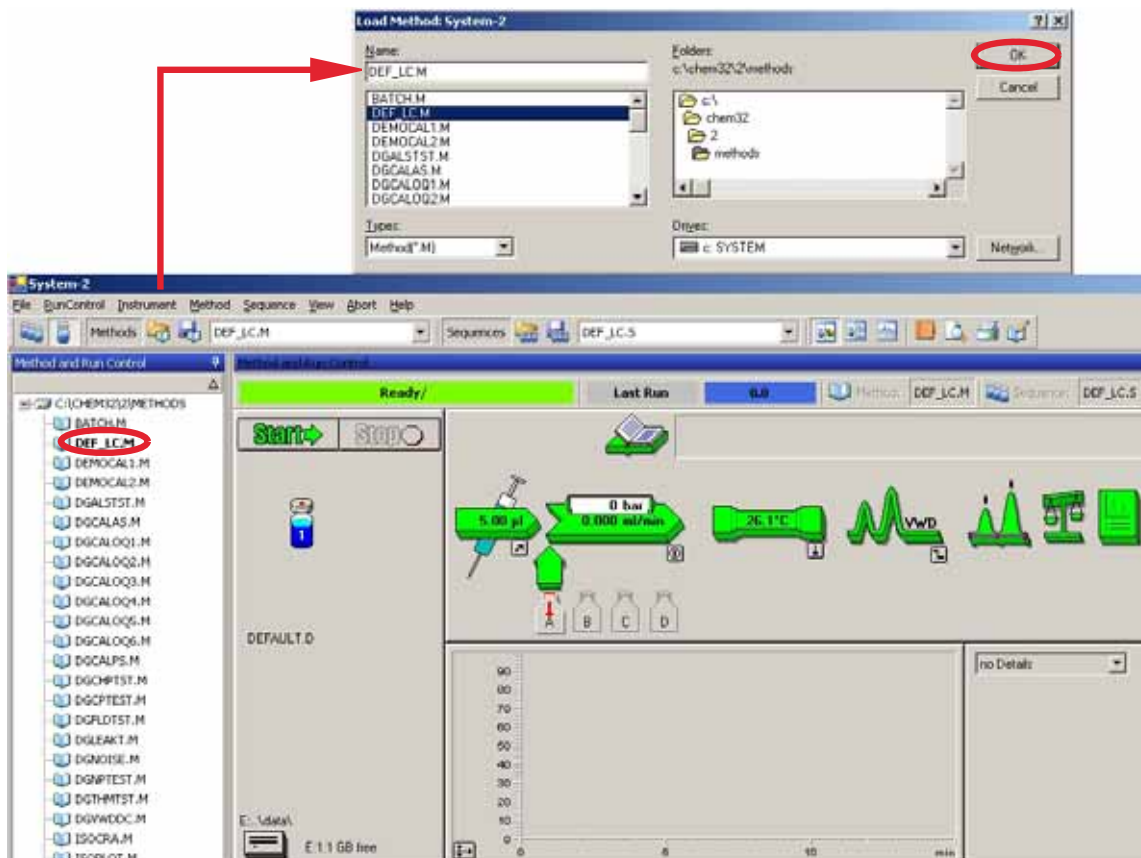 Load Method: System-2
Name:
DEF_LC.M
BATCH.M
DEF_LC.M
DEMOCAL1.M
DEMOCAL2.M
DGALSTST.M
DGCALAS.M
DGCALOQ1.M
DGCALOQ2.M
Types:
Method(*.M)
Folders:
c:\chem32\2\methods
c:\
chem32
2
methods
Drives:
c: SYSTEM
OK
Cancel
Network...
System-2
File RunControl Instrument Method Sequence View Abort Help
Methods DEF_LC.M Sequences DEF_LC.S
Method and Run Control
C:\CHEM32\2\METHODS
BATCH.M
DEF_LC.M
DEMOCAL1.M
DEMOCAL2.M
DGALSTST.M
DGCALAS.M
DGCALOQ1.M
DGCALOQ2.M
DGCALOQ3.M
DGCALOQ4.M
DGCALOQ5.M
DGCALOQ6.M
DGCALPS.M
DGCHPTST.M
DGCPTEST.M
DGFLDTST.M
DGLEAKT.M
DGNOISE.M
DGNPTEST.M
DGTHMTST.M
DGVWDDC.M
ISOCRA.M
ISOPLOT.M
Method and Run Control
Ready/ Last Run 0.0 Method: DEF_LC.M Sequence: DEF_LC.S
Start Stop
1
DEFAULT.D
E:..\data\
E 1.1 GB free
5.00 µl
0 bar
0.000 ml/min
26.1°C
VWD
A B C D
no Details
90
80
70
60
50
40
30
20
10
0
0 5 10 min